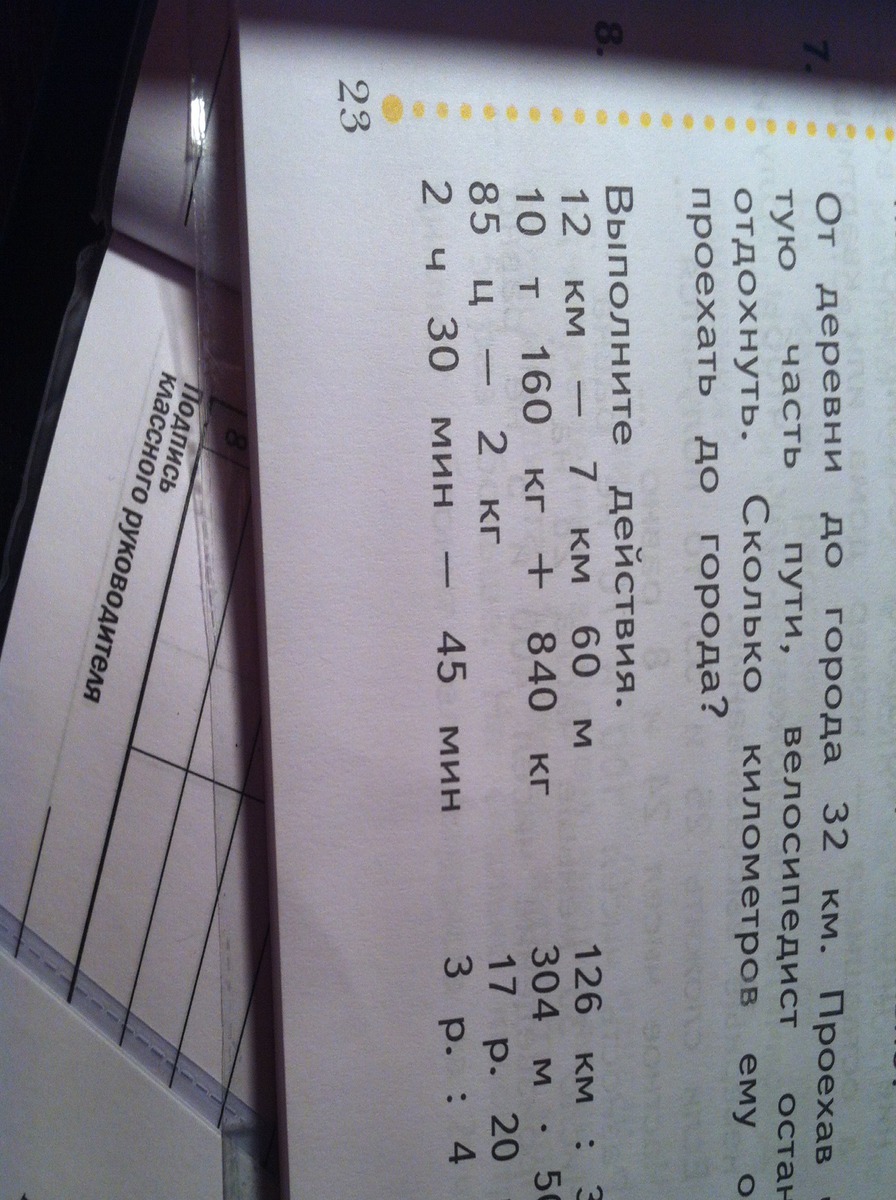 7. От деревни до города 32 км. Проехав
тую часть пути, велосипедист остан
отдохнуть. Сколько километров ему о
проехать до города?
8. Выполните действия.
12 км — 7 км 60 м 126 км : 3
10 т 160 кг + 840 кг 304 м · 50
85 ц — 2 кг 17 р. 20
2 ч 30 мин — 45 мин 3 р. : 4
23
8
Подпись
классного руководителя